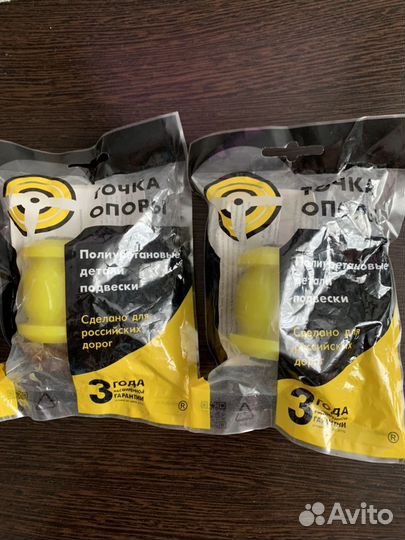 ТОЧКА
ОПОРЫ
Полиуретановые
детали
подвески
Сделано для
российских
дорог
3 ГОДА
ГАРАНТИИ
®
ТОЧКА
ОПОРЫ
Полиуретановые
детали
подвески
Сделано для
российских
дорог
3 ГОДА
ГАРАНТИИ
®
Avito